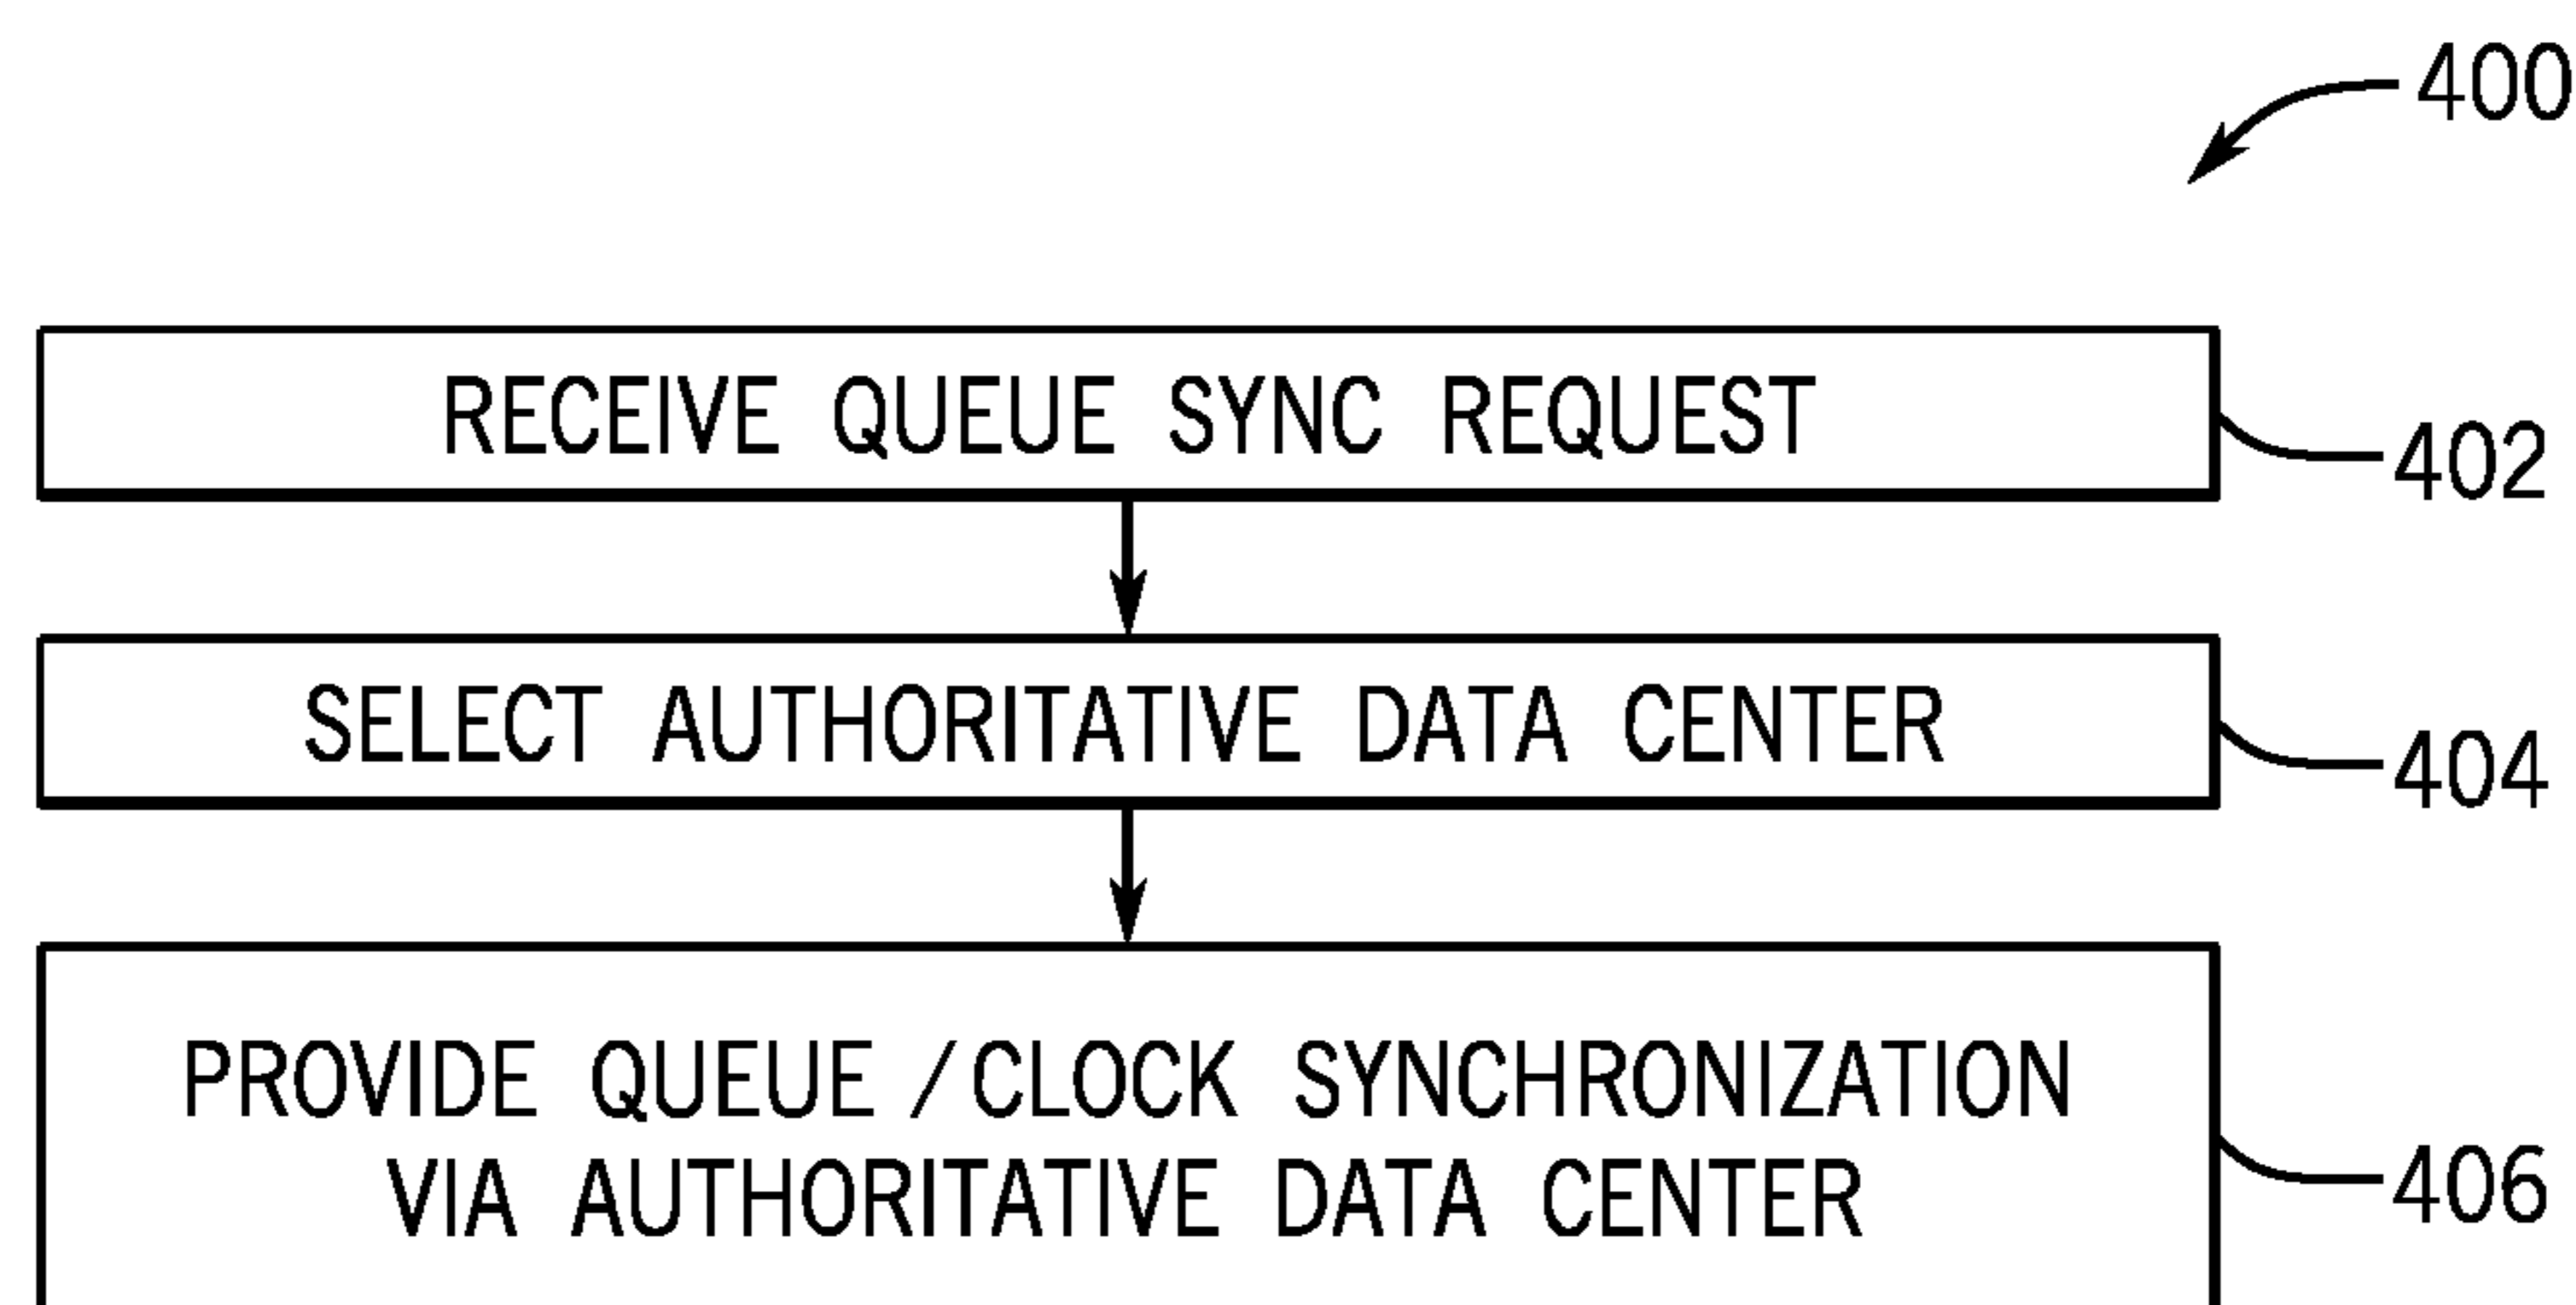 400
RECEIVE QUEUE SYNC REQUEST
402
SELECT AUTHORITATIVE DATA CENTER
404
PROVIDE QUEUE /CLOCK SYNCHRONIZATION
VIA AUTHORITATIVE DATA CENTER
406